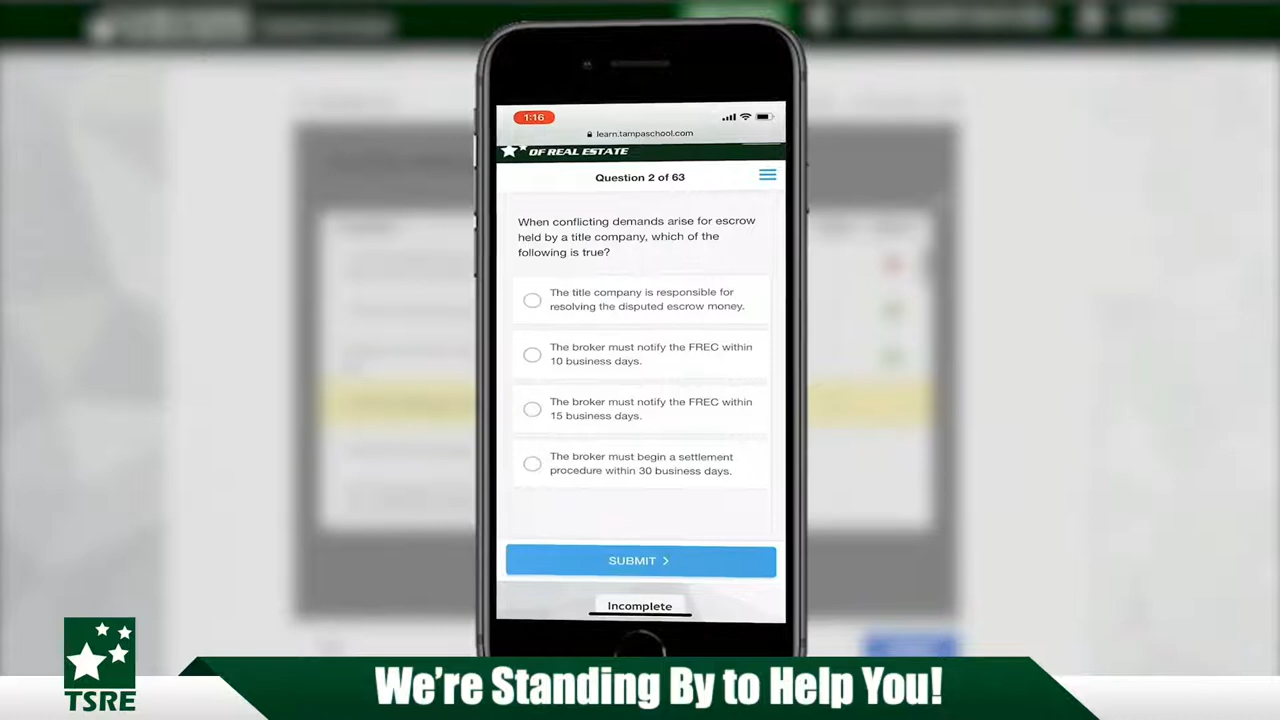 1:16
learn.tampaschool.com
OF REAL ESTATE
Question 2 of 63
When conflicting demands arise for escrow
held by a title company, which of the
following is true?
The title company is responsible for
resolving the disputed escrow money.
The broker must notify the FREC within
10 business days.
The broker must notify the FREC within
15 business days.
The broker must begin a settlement
procedure within 30 business days.
SUBMIT >
Incomplete
TSRE
We're Standing By to Help You!